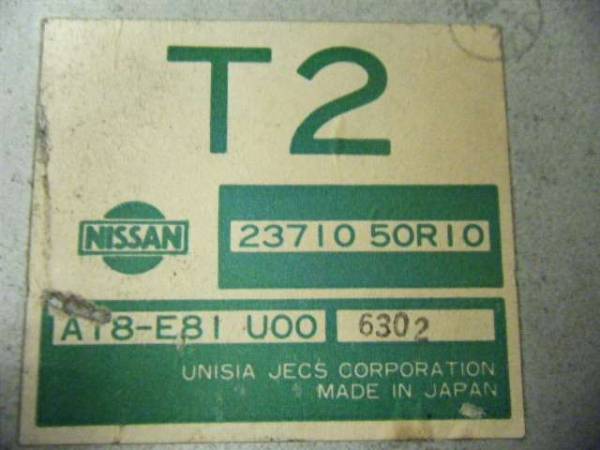 T2
NISSAN
23710 50R10
A18-E81 U00 6302
UNISIA JECS CORPORATION
MADE IN JAPAN